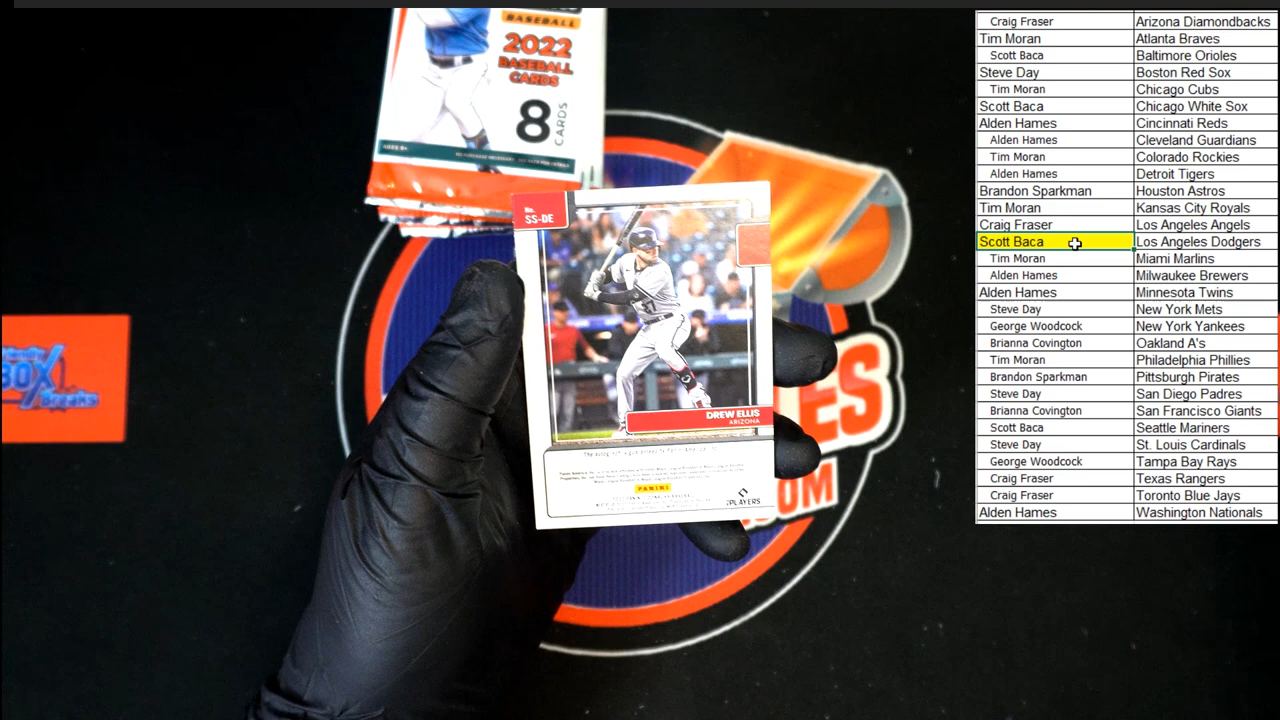 BASEBALL
2022
BASEBALL
CARDS
8
CARDS
No.
SS-DE
DREW ELLIS
ARIZONA
PANINI
PLAYERS
BOX
Breaks
ES
OM
Craig Fraser Arizona Diamondbacks
Tim Moran Atlanta Braves
Scott Baca Baltimore Orioles
Steve Day Boston Red Sox
Tim Moran Chicago Cubs
Scott Baca Chicago White Sox
Alden Hames Cincinnati Reds
Alden Hames Cleveland Guardians
Tim Moran Colorado Rockies
Alden Hames Detroit Tigers
Brandon Sparkman Houston Astros
Tim Moran Kansas City Royals
Craig Fraser Los Angeles Angels
Scott Baca Los Angeles Dodgers
Tim Moran Miami Marlins
Alden Hames Milwaukee Brewers
Alden Hames Minnesota Twins
Steve Day New York Mets
George Woodcock New York Yankees
Brianna Covington Oakland A's
Tim Moran Philadelphia Phillies
Brandon Sparkman Pittsburgh Pirates
Steve Day San Diego Padres
Brianna Covington San Francisco Giants
Scott Baca Seattle Mariners
Steve Day St. Louis Cardinals
George Woodcock Tampa Bay Rays
Craig Fraser Texas Rangers
Craig Fraser Toronto Blue Jays
Alden Hames Washington Nationals